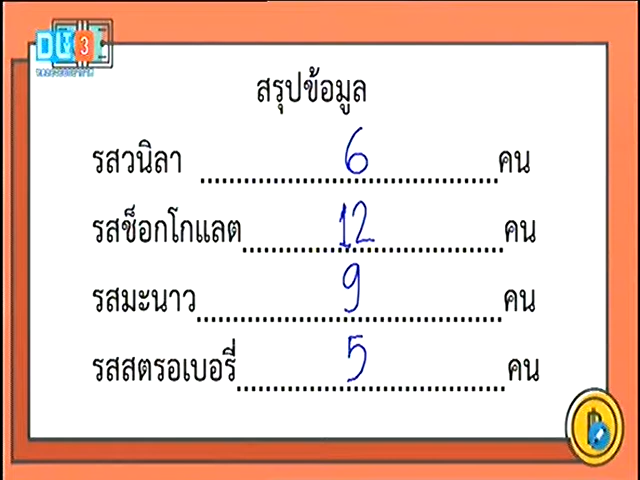 DLTV 3
สรุปข้อมูล
รสวนิลา ........................................ 6 ........................................ คน
รสช็อกโกแลต ........................................ 12 ........................................ คน
รสมะนาว ........................................ 9 ........................................ คน
รสสตรอเบอรี่ ........................................ 5 ........................................ คน